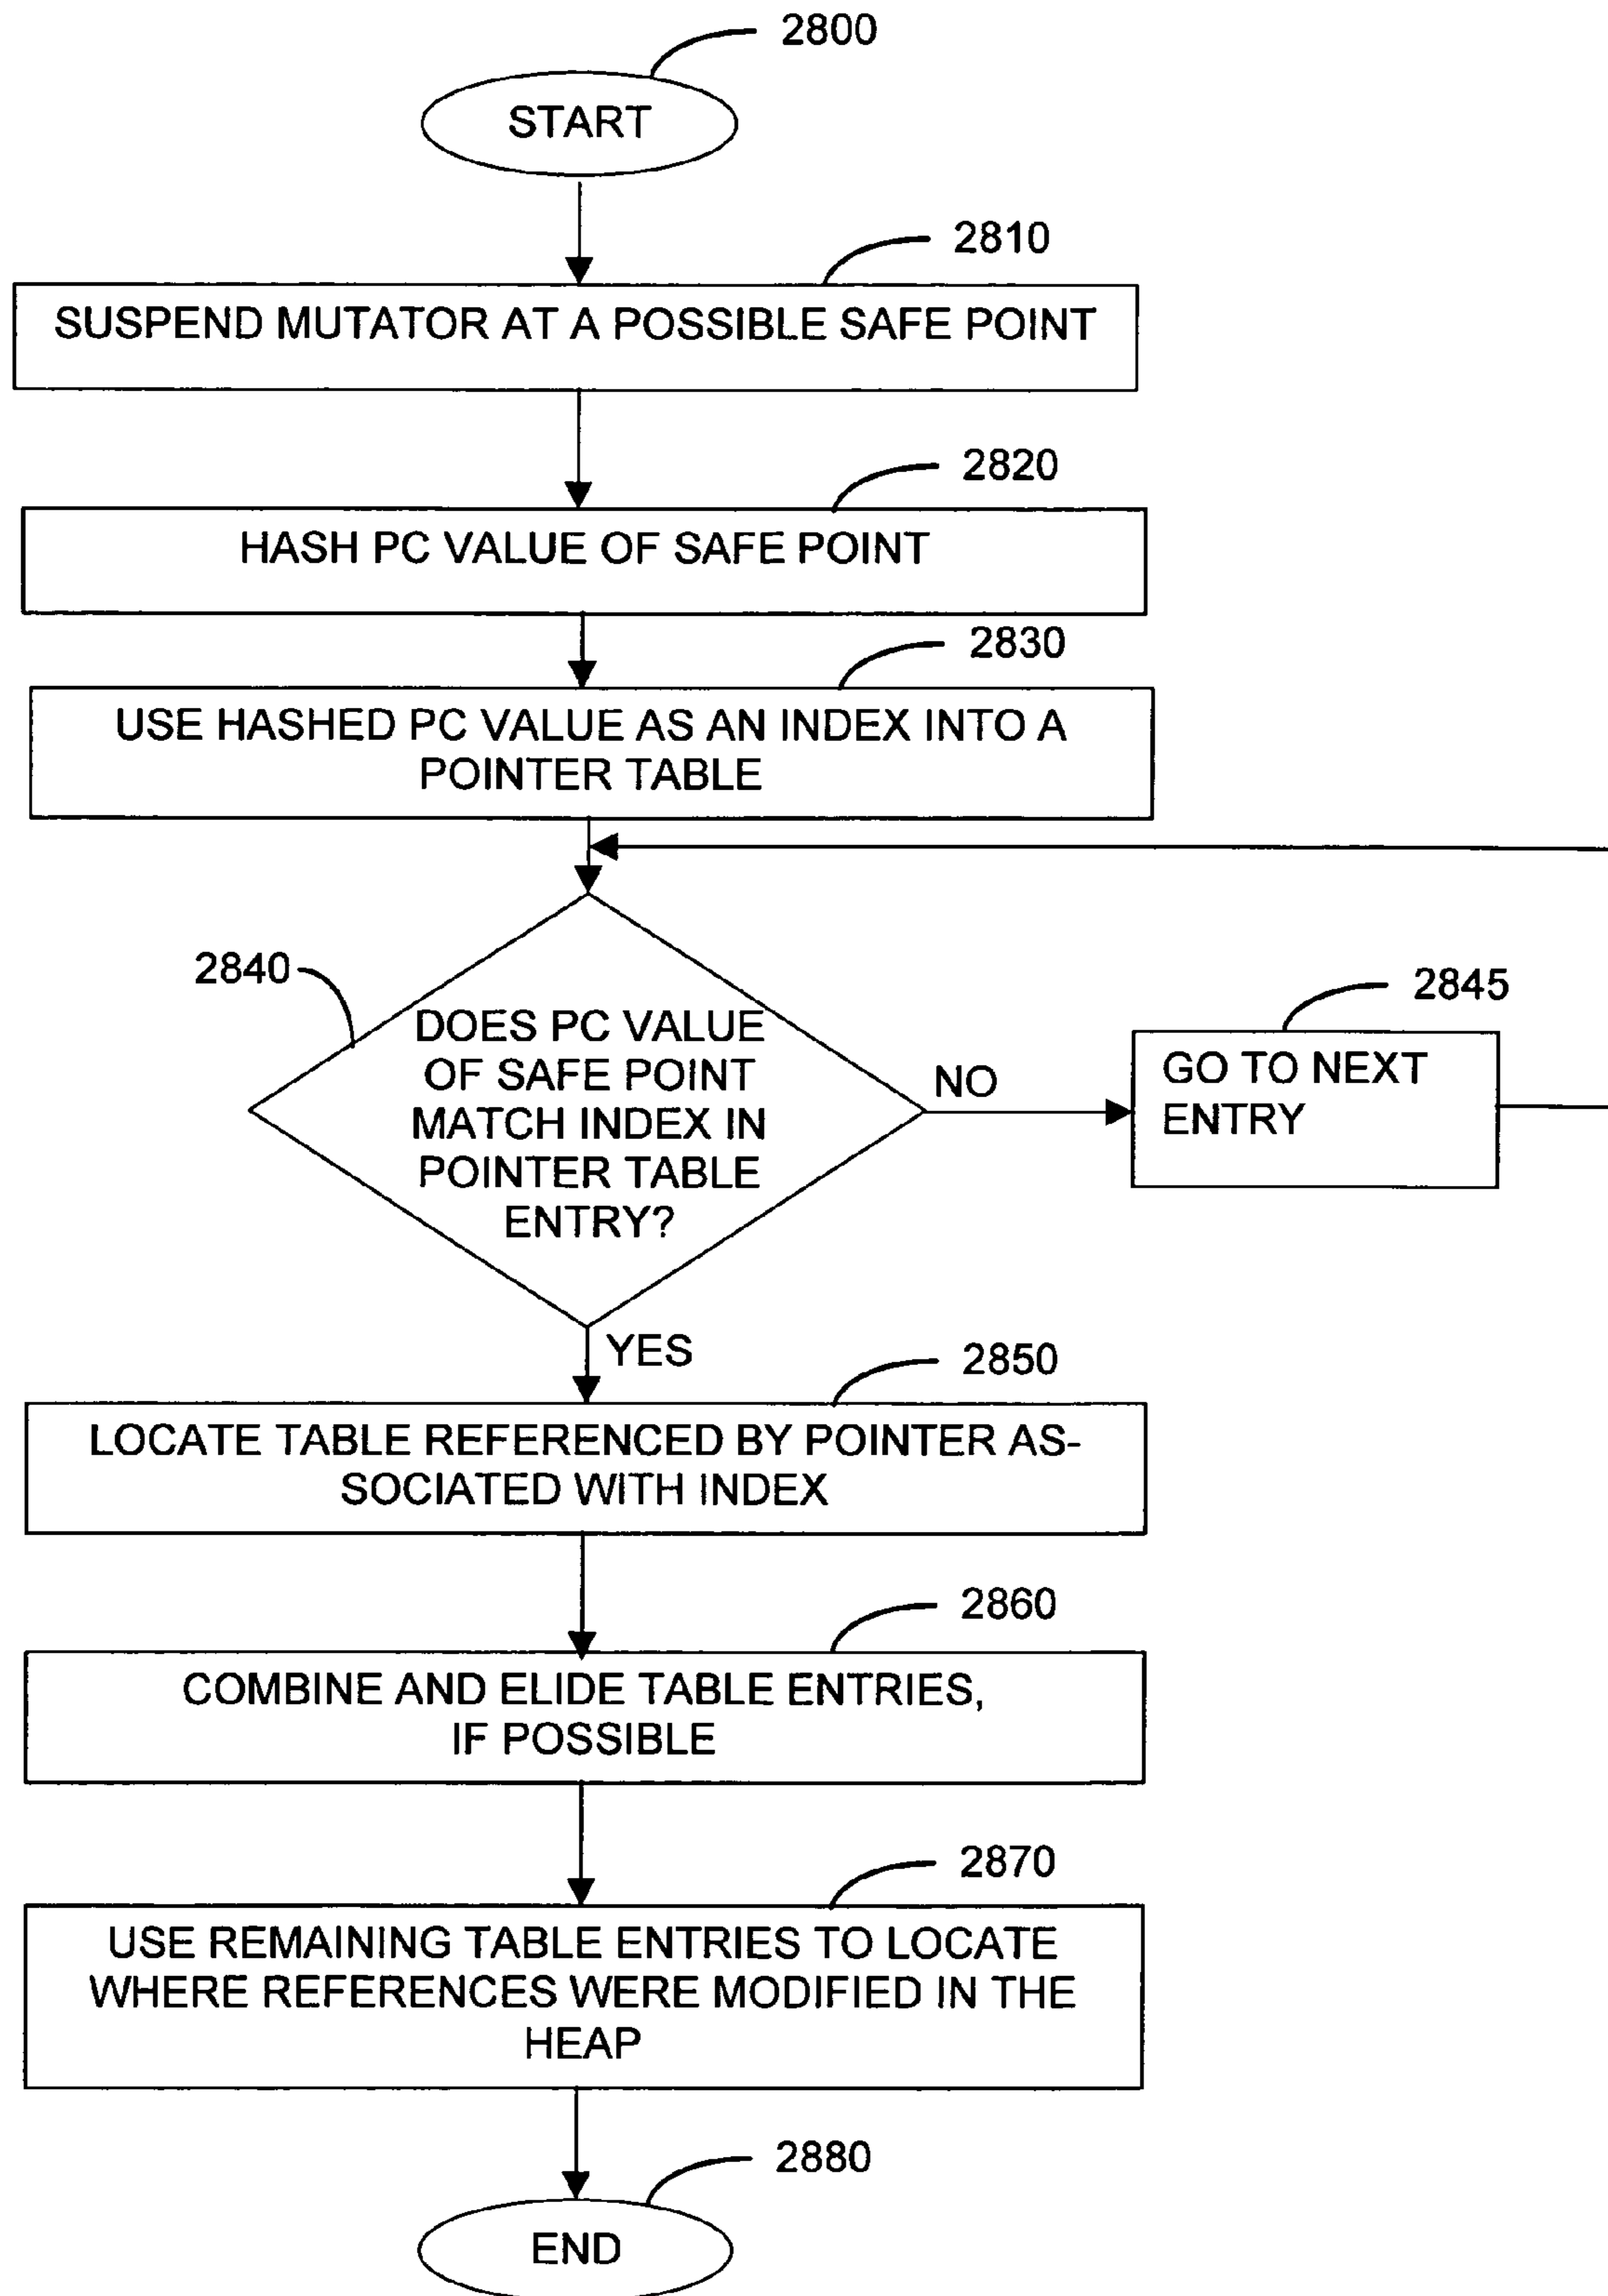 2800
START
2810
SUSPEND MUTATOR AT A POSSIBLE SAFE POINT
2820
HASH PC VALUE OF SAFE POINT
2830
USE HASHED PC VALUE AS AN INDEX INTO A
POINTER TABLE
2840
DOES PC VALUE
OF SAFE POINT
MATCH INDEX IN
POINTER TABLE
ENTRY?
NO
2845
GO TO NEXT
ENTRY
YES
2850
LOCATE TABLE REFERENCED BY POINTER AS-
SOCIATED WITH INDEX
2860
COMBINE AND ELIDE TABLE ENTRIES,
IF POSSIBLE
2870
USE REMAINING TABLE ENTRIES TO LOCATE
WHERE REFERENCES WERE MODIFIED IN THE
HEAP
2880
END